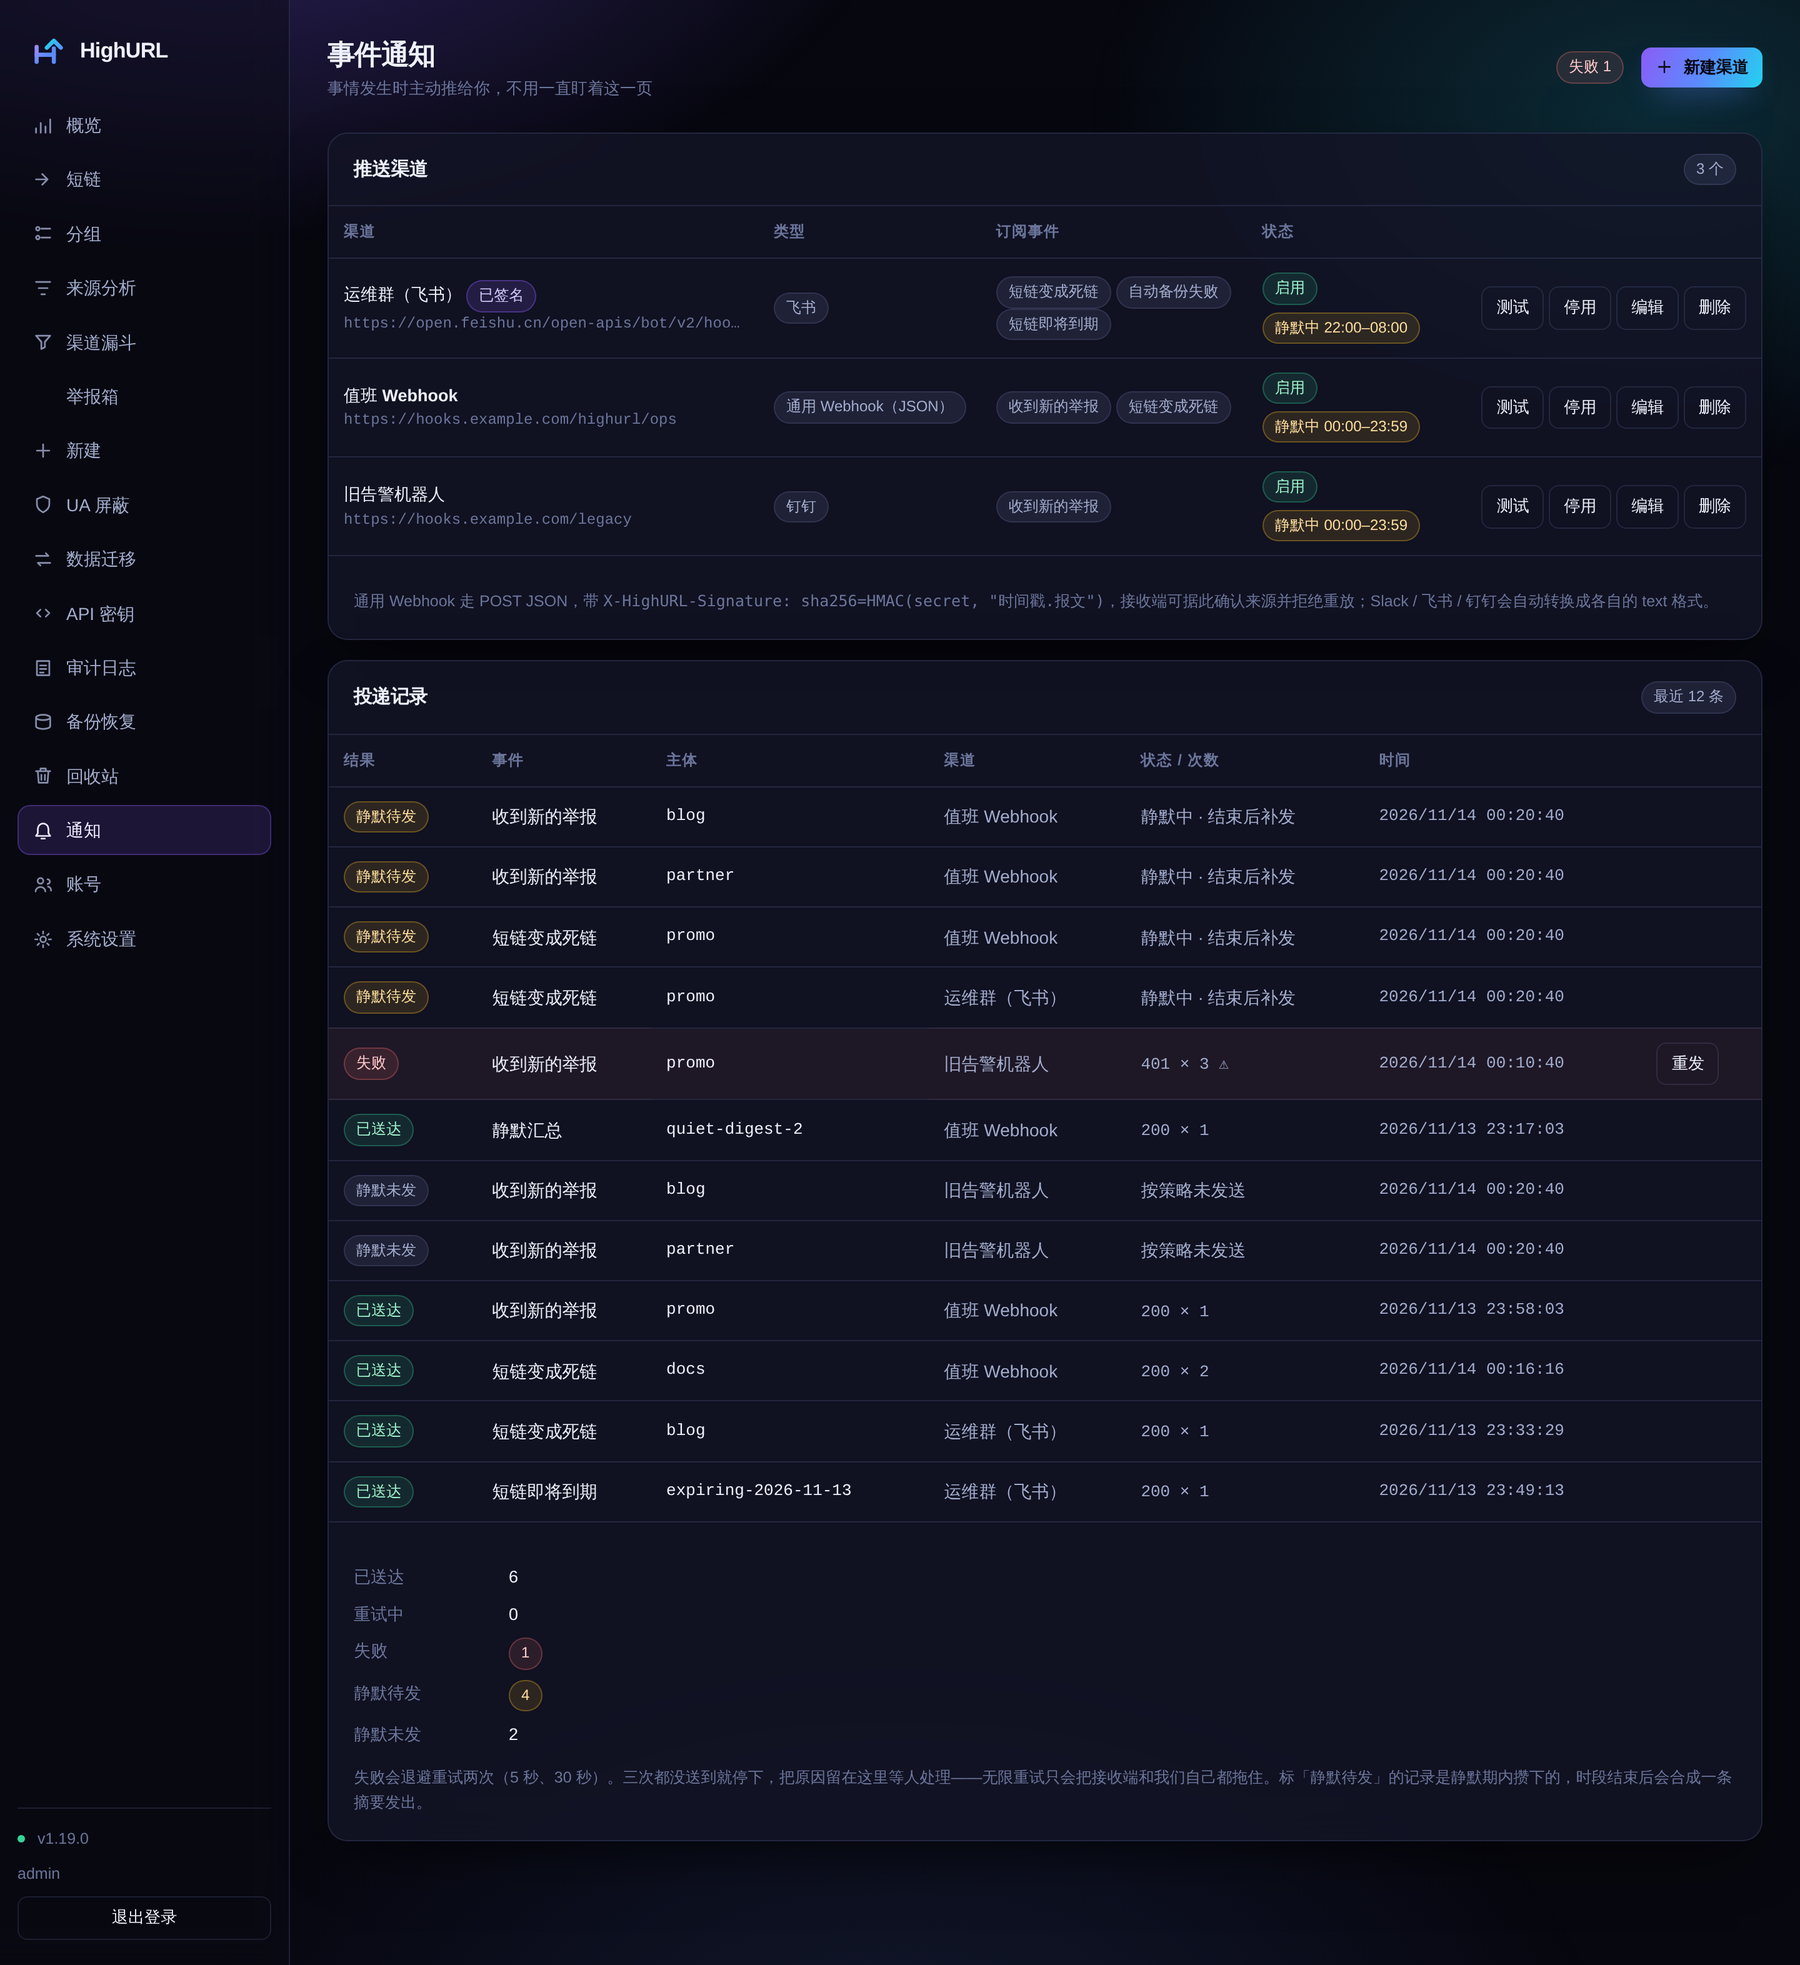 HighURL
概览
短链
分组
来源分析
渠道漏斗
举报箱
新建
UA 屏蔽
数据迁移
API 密钥
审计日志
备份恢复
回收站
通知
账号
系统设置
v1.19.0
admin
退出登录
事件通知
事情发生时主动推给你，不用一直盯着这一页
失败 1
新建渠道
推送渠道
3 个
渠道 类型 订阅事件 状态
运维群（飞书） 已签名
https://open.feishu.cn/open-apis/bot/v2/hoo…
飞书
短链变成死链 自动备份失败
短链即将到期
启用
静默中 22:00–08:00
测试 停用 编辑 删除
值班 Webhook
https://hooks.example.com/highurl/ops
通用 Webhook（JSON）
收到新的举报 短链变成死链
启用
静默中 00:00–23:59
测试 停用 编辑 删除
旧告警机器人
https://hooks.example.com/legacy
钉钉
收到新的举报
启用
静默中 00:00–23:59
测试 停用 编辑 删除
通用 Webhook 走 POST JSON，带 X-HighURL-Signature: sha256=HMAC(secret, "时间戳.报文")，接收端可据此确认来源并拒绝重放；Slack / 飞书 / 钉钉会自动转换成各自的 text 格式。
投递记录
最近 12 条
结果 事件 主体 渠道 状态 / 次数 时间
静默待发 收到新的举报 blog 值班 Webhook 静默中 · 结束后补发 2026/11/14 00:20:40
静默待发 收到新的举报 partner 值班 Webhook 静默中 · 结束后补发 2026/11/14 00:20:40
静默待发 短链变成死链 promo 值班 Webhook 静默中 · 结束后补发 2026/11/14 00:20:40
静默待发 短链变成死链 promo 运维群（飞书） 静默中 · 结束后补发 2026/11/14 00:20:40
失败 收到新的举报 promo 旧告警机器人 401 × 3 ⚠ 2026/11/14 00:10:40 重发
已送达 静默汇总 quiet-digest-2 值班 Webhook 200 × 1 2026/11/13 23:17:03
静默未发 收到新的举报 blog 旧告警机器人 按策略未发送 2026/11/14 00:20:40
静默未发 收到新的举报 partner 旧告警机器人 按策略未发送 2026/11/14 00:20:40
已送达 收到新的举报 promo 值班 Webhook 200 × 1 2026/11/13 23:58:03
已送达 短链变成死链 docs 值班 Webhook 200 × 2 2026/11/14 00:16:16
已送达 短链变成死链 blog 运维群（飞书） 200 × 1 2026/11/13 23:33:29
已送达 短链即将到期 expiring-2026-11-13 运维群（飞书） 200 × 1 2026/11/13 23:49:13
已送达 6
重试中 0
失败 1
静默待发 4
静默未发 2
失败会退避重试两次（5 秒、30 秒）。三次都没送到就停下，把原因留在这里等人处理——无限重试只会把接收端和我们自己都拖住。标「静默待发」的记录是静默期内攒下的，时段结束后会合成一条
摘要发出。